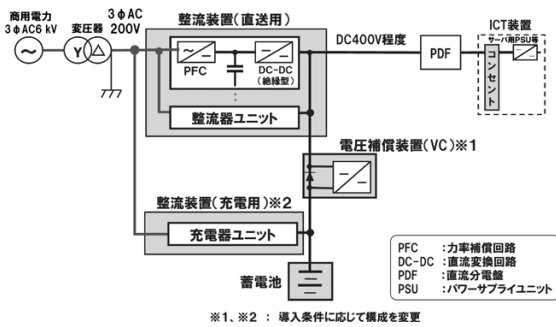 商用電力
3φAC6 kV
変圧器
3φAC
200V
Y
△
整流装置(直送用)
PFC
DC-DC
(絶縁型)
整流器ユニット
DC400V程度
PDF
ICT装置
サーバ用PSU等
コンセント
電圧補償装置(VC)※1
整流装置(充電用)※2
充電器ユニット
蓄電池
PFC :力率補償回路
DC-DC :直流変換回路
PDF :直流分電盤
PSU :パワーサプライユニット
※1、※2 : 導入条件に応じて構成を変更